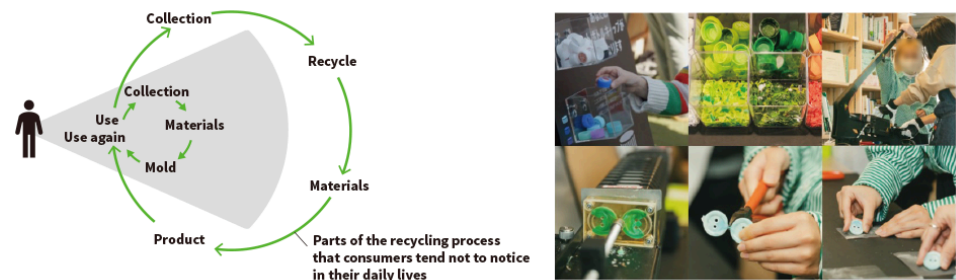 Collection
Recycle
Collection
Use
Use again
Materials
Mold
Materials
Product
Parts of the recycling process
that consumers tend not to notice
in their daily lives